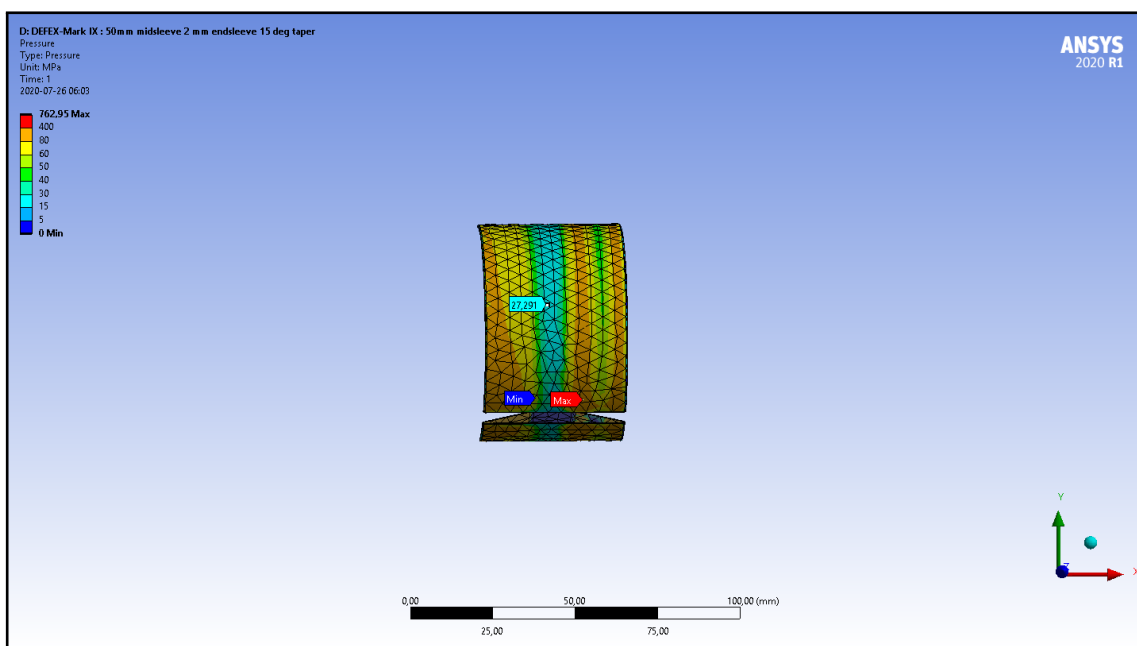 D: DEFEX-Mark IX : 50mm midsleeve 2 mm endsleeve 15 deg taper
Pressure
Type: Pressure
Unit: MPa
Time: 1
2020-07-26 06:03
762,95 Max
400
80
60
50
40
30
15
5
0 Min
ANSYS
2020 R1
27,291
Min
Max
Y
Z
X
0,00
50,00
100,00 (mm)
25,00
75,00